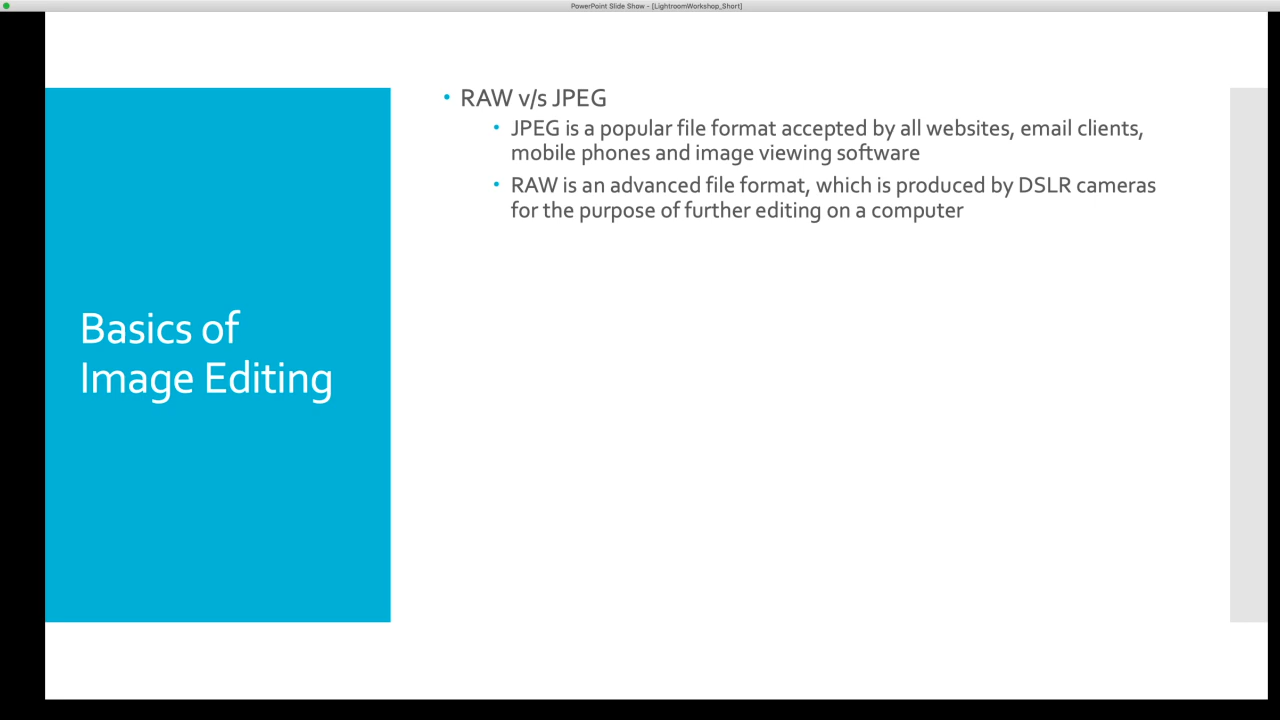 PowerPoint Slide Show - [LightroomWorkshop_Short]
Basics of
Image Editing
• RAW v/s JPEG
• JPEG is a popular file format accepted by all websites, email clients,
mobile phones and image viewing software
• RAW is an advanced file format, which is produced by DSLR cameras
for the purpose of further editing on a computer